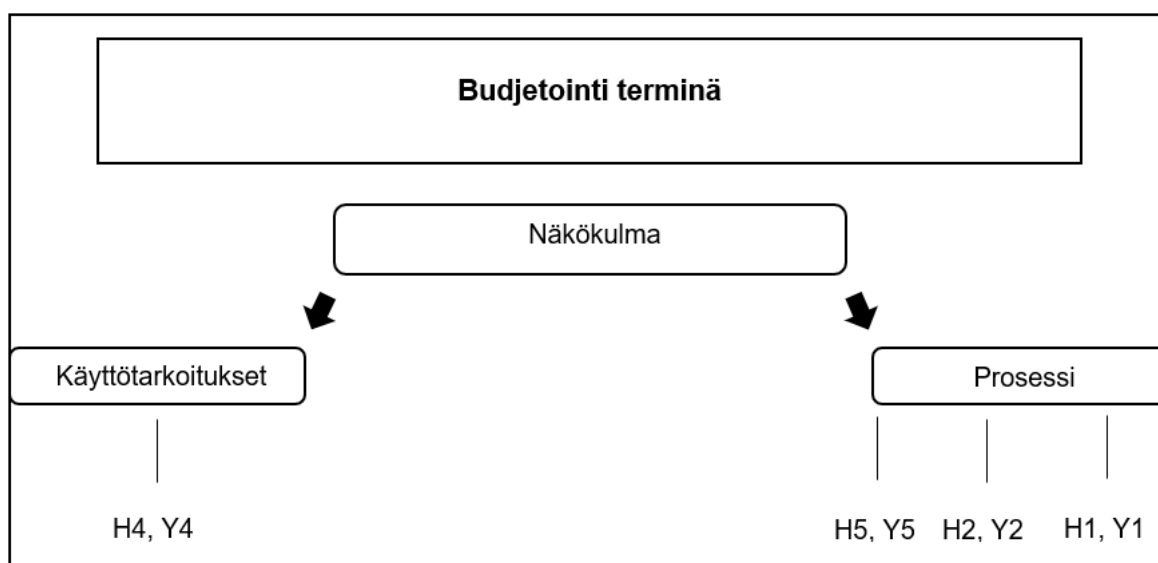 Budjetointi terminä
Näkökulma
Käyttötarkoitukset
Prosessi
H4, Y4
H5, Y5
H2, Y2
H1, Y1